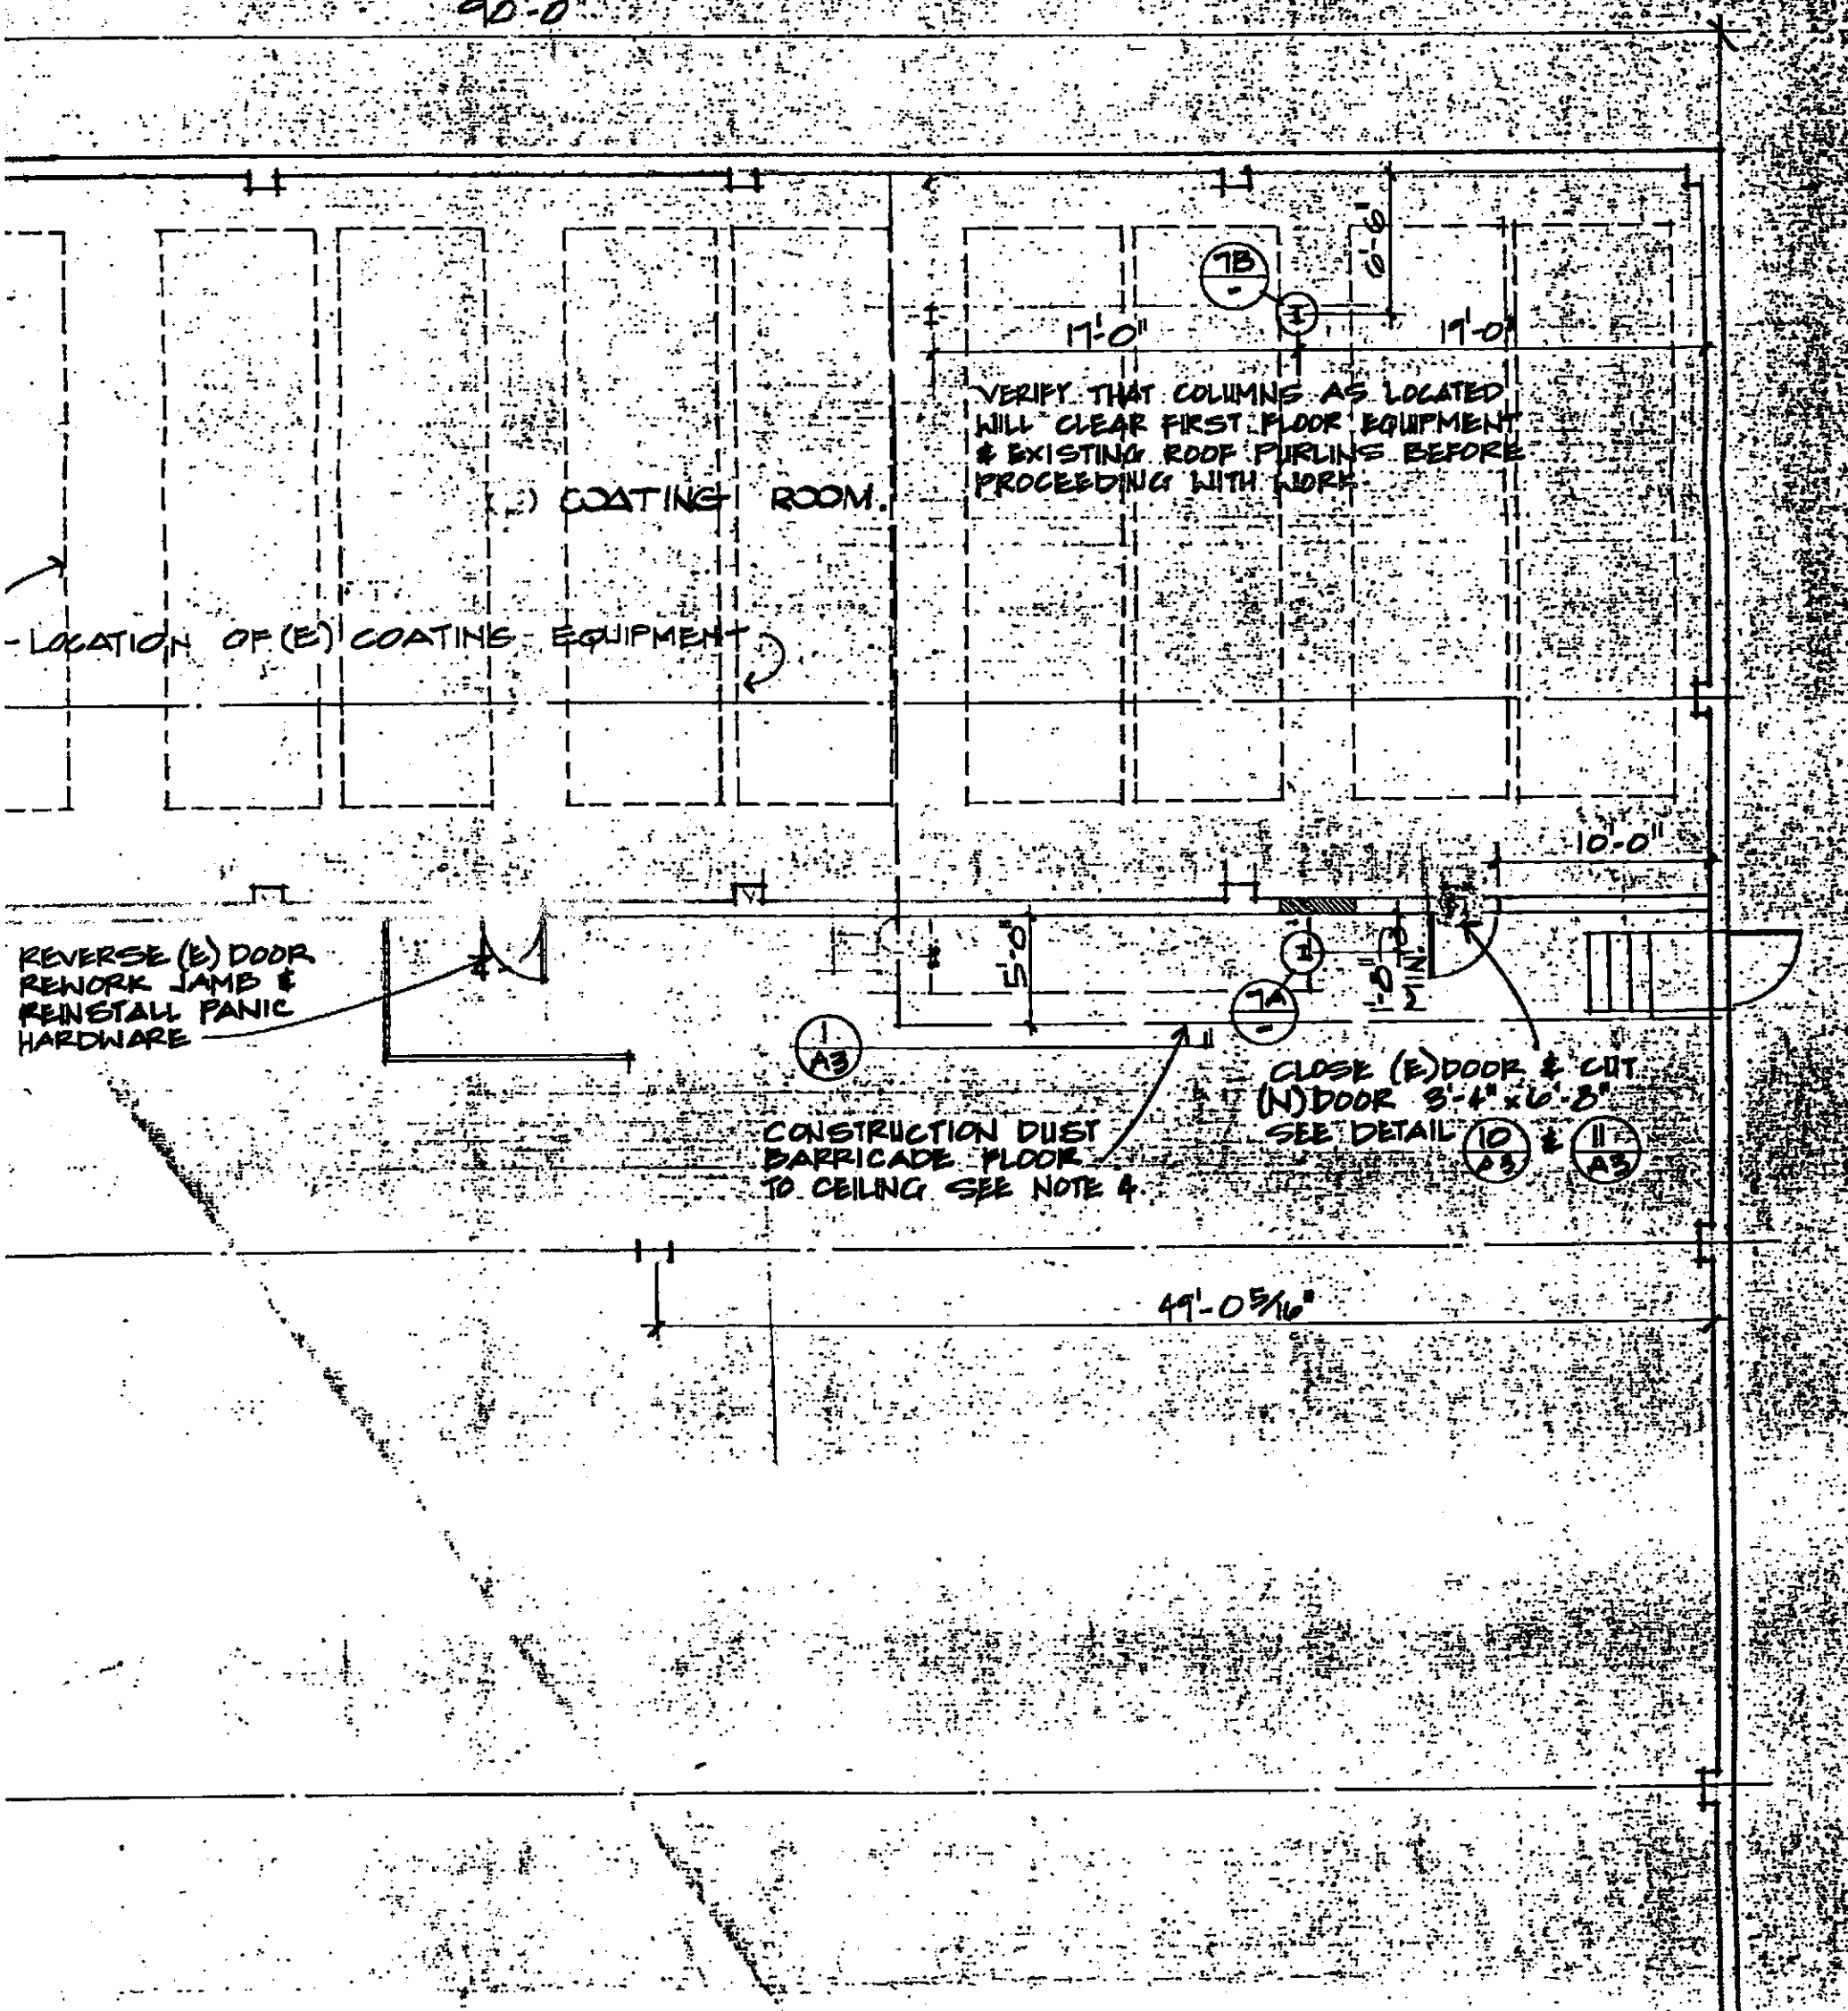 90'-0"
6'-6"
7B
-
I
17'-0"
19'-0"
VERIFY THAT COLUMNS AS LOCATED
WILL CLEAR FIRST FLOOR EQUIPMENT
& EXISTING ROOF PURLINS BEFORE
PROCEEDING WITH WORK
COATING ROOM.
LOCATION OF (E) COATING EQUIPMENT
10'-0"
REVERSE (E) DOOR
REWORK JAMB &
REINSTALL PANIC
HARDWARE
5'-0"
I
7A
-
MIN.
1
A3
CLOSE (E) DOOR & CUT
(N) DOOR 3'-4" x 6'-8"
SEE DETAIL 10 A3 & 11 A3
CONSTRUCTION DUST
BARRICADE FLOOR
TO CEILING SEE NOTE 4.
49'-0 5/16"